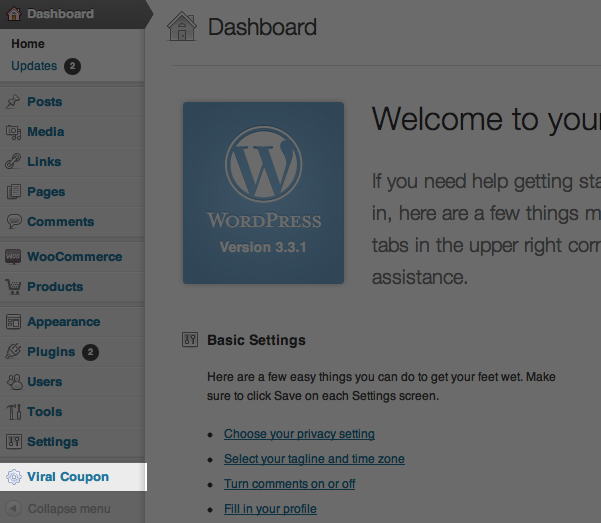 Dashboard
Home
Updates 2
Posts
Media
Links
Pages
Comments
Woo WooCommerce
Products
Appearance
Plugins 2
Users
Tools
Settings
Viral Coupon
Collapse menu
Dashboard
W
WORDPRESS
Version 3.3.1
Welcome to your
If you need help getting sta
in, here are a few things m
tabs in the upper right corn
assistance.
Basic Settings
Here are a few easy things you can do to get your feet wet. Make
sure to click Save on each Settings screen.
Choose your privacy setting
Select your tagline and time zone
Turn comments on or off
Fill in your profile